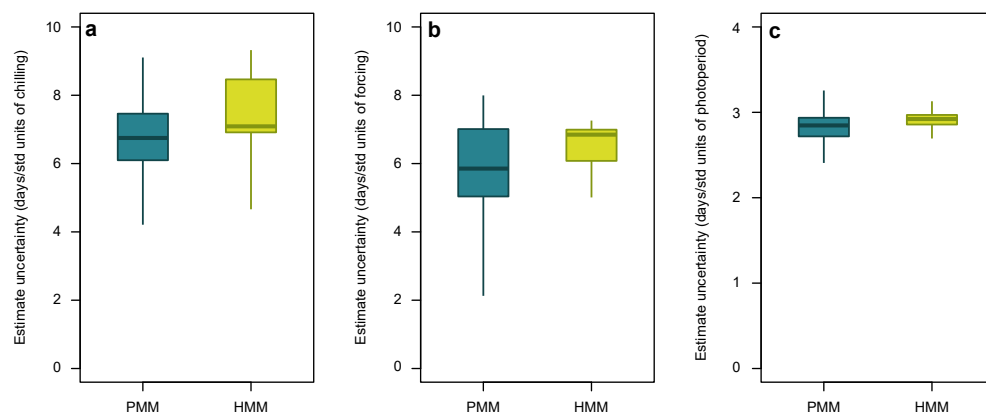 a
Estimate uncertainty (days/std units of chilling)
10
8
6
4
2
0
PMM HMM
b
Estimate uncertainty (days/std units of forcing)
10
8
6
4
2
0
PMM HMM
c
Estimate uncertainty (days/std units of photoperiod)
4
3
2
1
0
PMM HMM